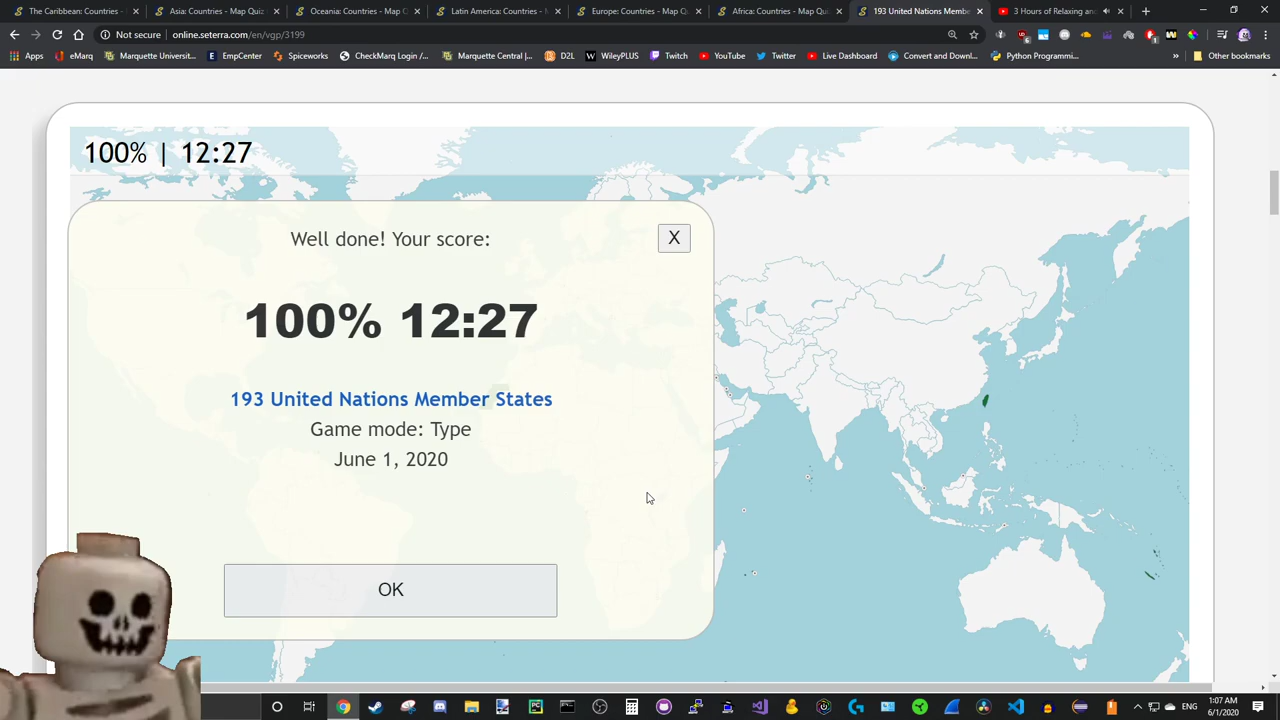 The Caribbean: Countries -
Asia: Countries - Map Quiz
Oceania: Countries - Map
Latin America: Countries -
Europe: Countries - Map
Africa: Countries - Map Quiz
193 United Nations
3 Hours of Relaxing
Not secure | online.seterra.com/en/vgp/3199
Apps eMarq Marquette Universit... EmpCenter Spiceworks CheckMarq Login /... Marquette Central |... D2L WileyPLUS Twitch YouTube Twitter Live Dashboard Convert and Downl... Python Programmi... » Other bookmarks
100% | 12:27
Well done! Your score:
X
100% 12:27
193 United Nations Member States
Game mode: Type
June 1, 2020
OK
ENG
1:07 AM
6/1/2020